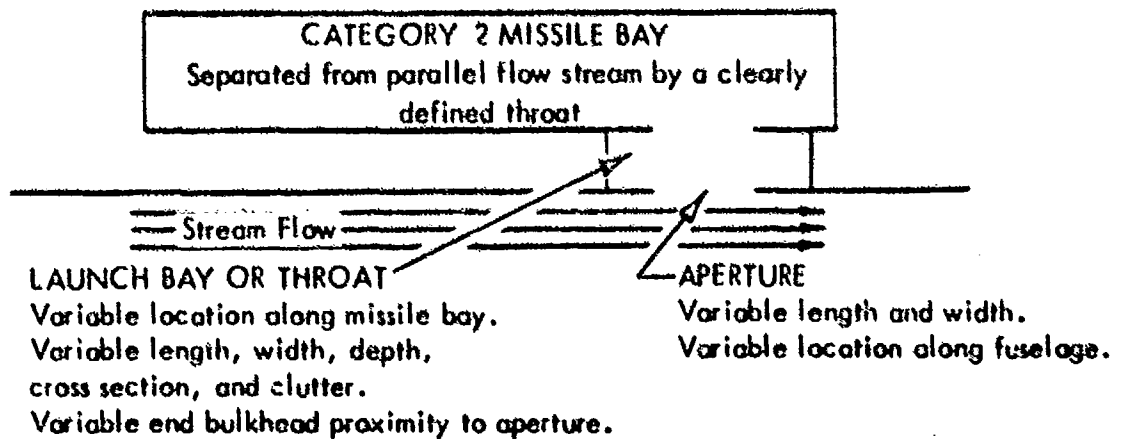 CATEGORY 2 MISSILE BAY
Separated from parallel flow stream by a clearly
defined throat
Stream Flow
LAUNCH BAY OR THROAT
Variable location along missile bay.
Variable length, width, depth,
cross section, and clutter.
Variable end bulkhead proximity to aperture.
APERTURE
Variable length and width.
Variable location along fuselage.